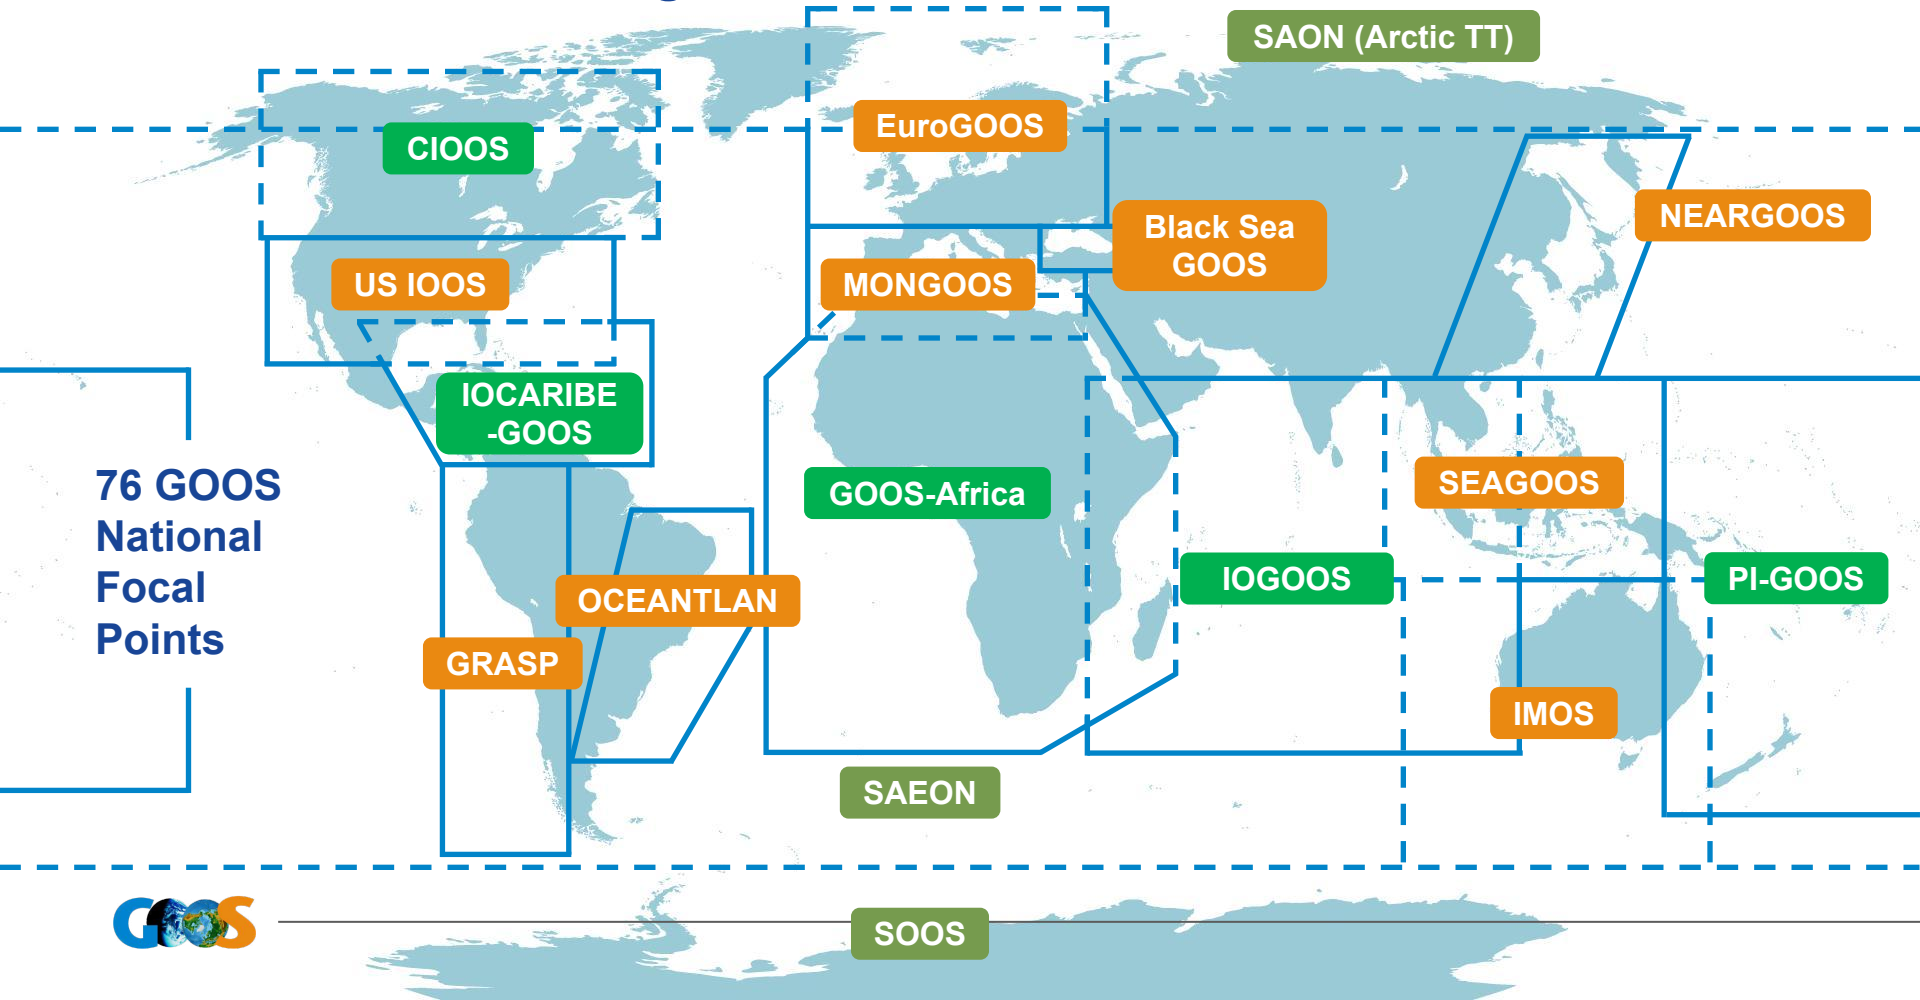 SAON (Arctic TT)
EuroGOOS
CIOOS
NEARGOOS
Black Sea
GOOS
US IOOS
MONGOOS
IOCARIBE
-GOOS
76 GOOS
National
Focal
Points
SEAGOOS
GOOS-Africa
IOGOOS
PI-GOOS
OCEANTLAN
GRASP
IMOS
SAEON
GOOS
SOOS